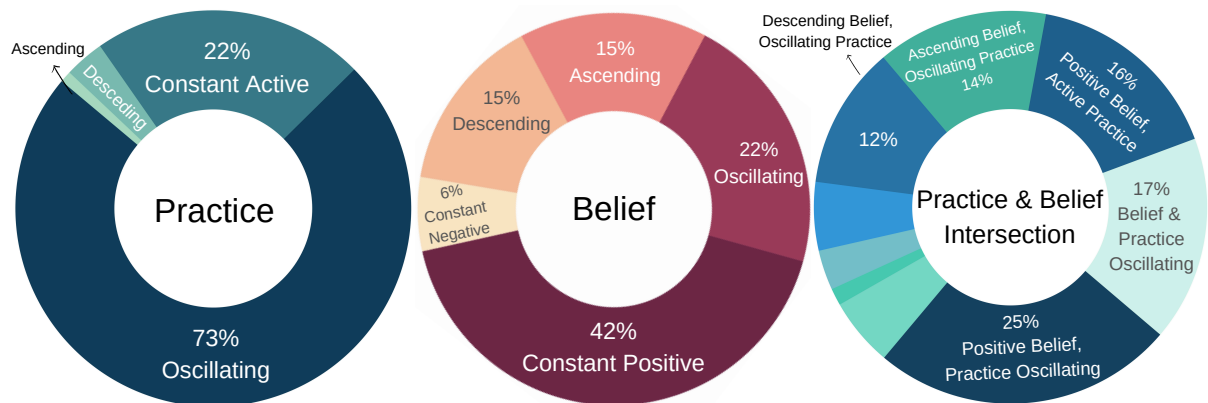 Ascending
Desceding
22%
Constant Active
Practice
73%
Oscillating
15%
Ascending
15%
Descending
22%
Oscillating
6%
Constant
Negative
Belief
42%
Constant Positive
Descending Belief,
Oscillating Practice
Ascending Belief,
Oscillating Practice
14%
16%
Positive Belief,
Active Practice
12%
17%
Belief &
Practice
Oscillating
Practice & Belief
Intersection
25%
Positive Belief,
Practice Oscillating